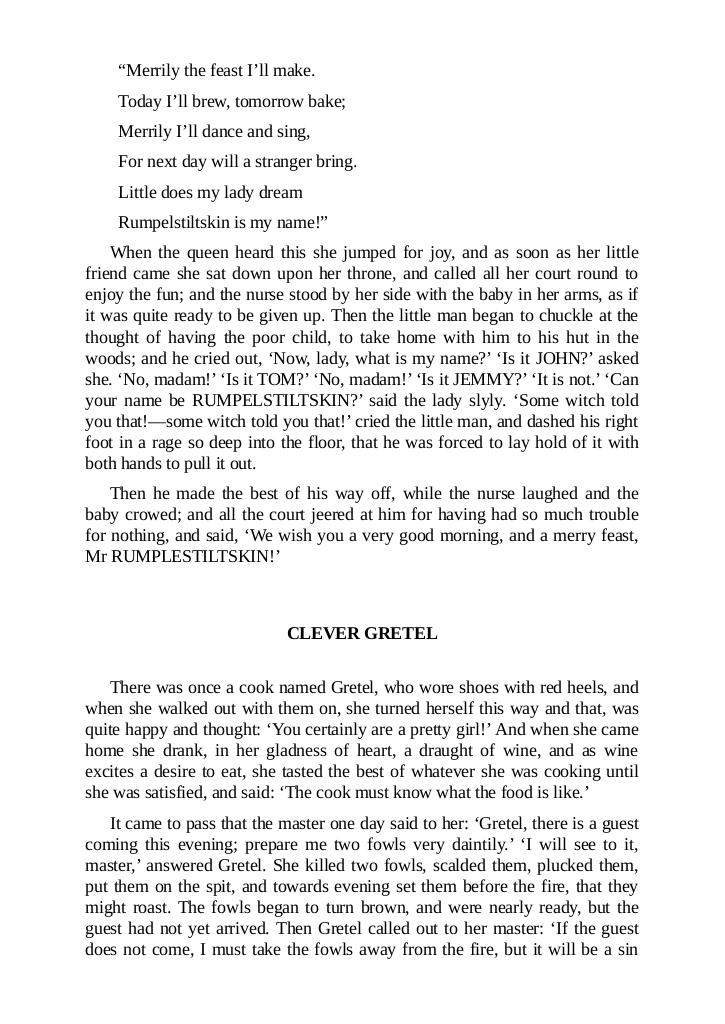 “Merrily the feast I’ll make.
Today I’ll brew, tomorrow bake;
Merrily I’ll dance and sing,
For next day will a stranger bring.
Little does my lady dream
Rumpelstiltskin is my name!”
When the queen heard this she jumped for joy, and as soon as her little
friend came she sat down upon her throne, and called all her court round to
enjoy the fun; and the nurse stood by her side with the baby in her arms, as if
it was quite ready to be given up. Then the little man began to chuckle at the
thought of having the poor child, to take home with him to his hut in the
woods; and he cried out, ‘Now, lady, what is my name?’ ‘Is it JOHN?’ asked
she. ‘No, madam!’ ‘Is it TOM?’ ‘No, madam!’ ‘Is it JEMMY?’ ‘It is not.’ ‘Can
your name be RUMPELSTILTSKIN?’ said the lady slyly. ‘Some witch told
you that!—some witch told you that!’ cried the little man, and dashed his right
foot in a rage so deep into the floor, that he was forced to lay hold of it with
both hands to pull it out.
Then he made the best of his way off, while the nurse laughed and the
baby crowed; and all the court jeered at him for having had so much trouble
for nothing, and said, ‘We wish you a very good morning, and a merry feast,
Mr RUMPLESTILTSKIN!’
CLEVER GRETEL
There was once a cook named Gretel, who wore shoes with red heels, and
when she walked out with them on, she turned herself this way and that, was
quite happy and thought: ‘You certainly are a pretty girl!’ And when she came
home she drank, in her gladness of heart, a draught of wine, and as wine
excites a desire to eat, she tasted the best of whatever she was cooking until
she was satisfied, and said: ‘The cook must know what the food is like.’
It came to pass that the master one day said to her: ‘Gretel, there is a guest
coming this evening; prepare me two fowls very daintily.’ ‘I will see to it,
master,’ answered Gretel. She killed two fowls, scalded them, plucked them,
put them on the spit, and towards evening set them before the fire, that they
might roast. The fowls began to turn brown, and were nearly ready, but the
guest had not yet arrived. Then Gretel called out to her master: ‘If the guest
does not come, I must take the fowls away from the fire, but it will be a sin